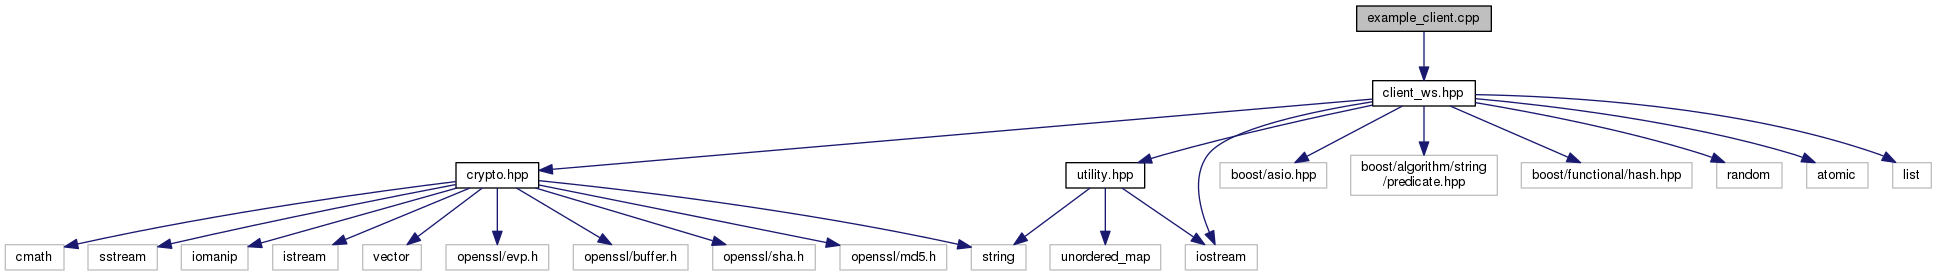 example_client.cpp
client_ws.hpp
crypto.hpp
utility.hpp
boost/asio.hpp
boost/algorithm/string
/predicate.hpp
boost/functional/hash.hpp
random
atomic
list
cmath
sstream
iomanip
istream
vector
openssl/evp.h
openssl/buffer.h
openssl/sha.h
openssl/md5.h
string
unordered_map
iostream